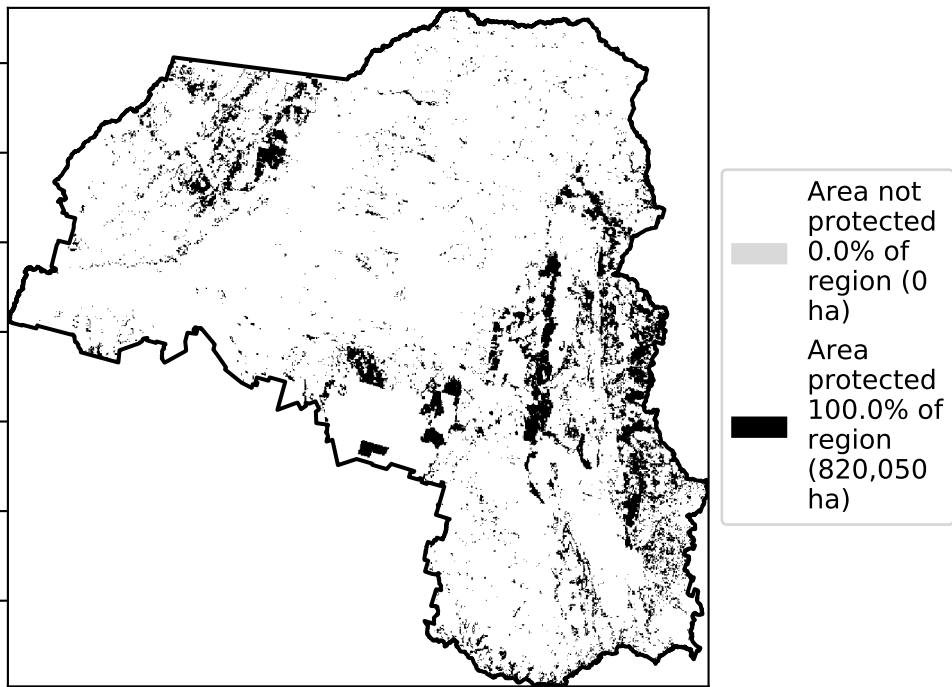 Area not
protected
0.0% of
region (0
ha)
Area
protected
100.0% of
region
(820,050
ha)